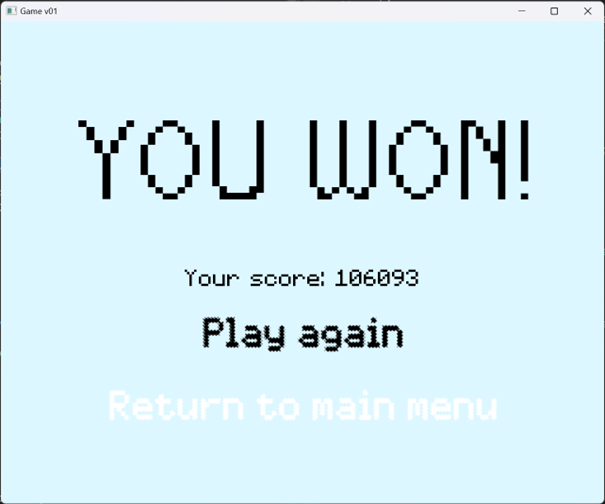 Game v01
YOU WON!
Your score: 106093
Play again
Return to main menu